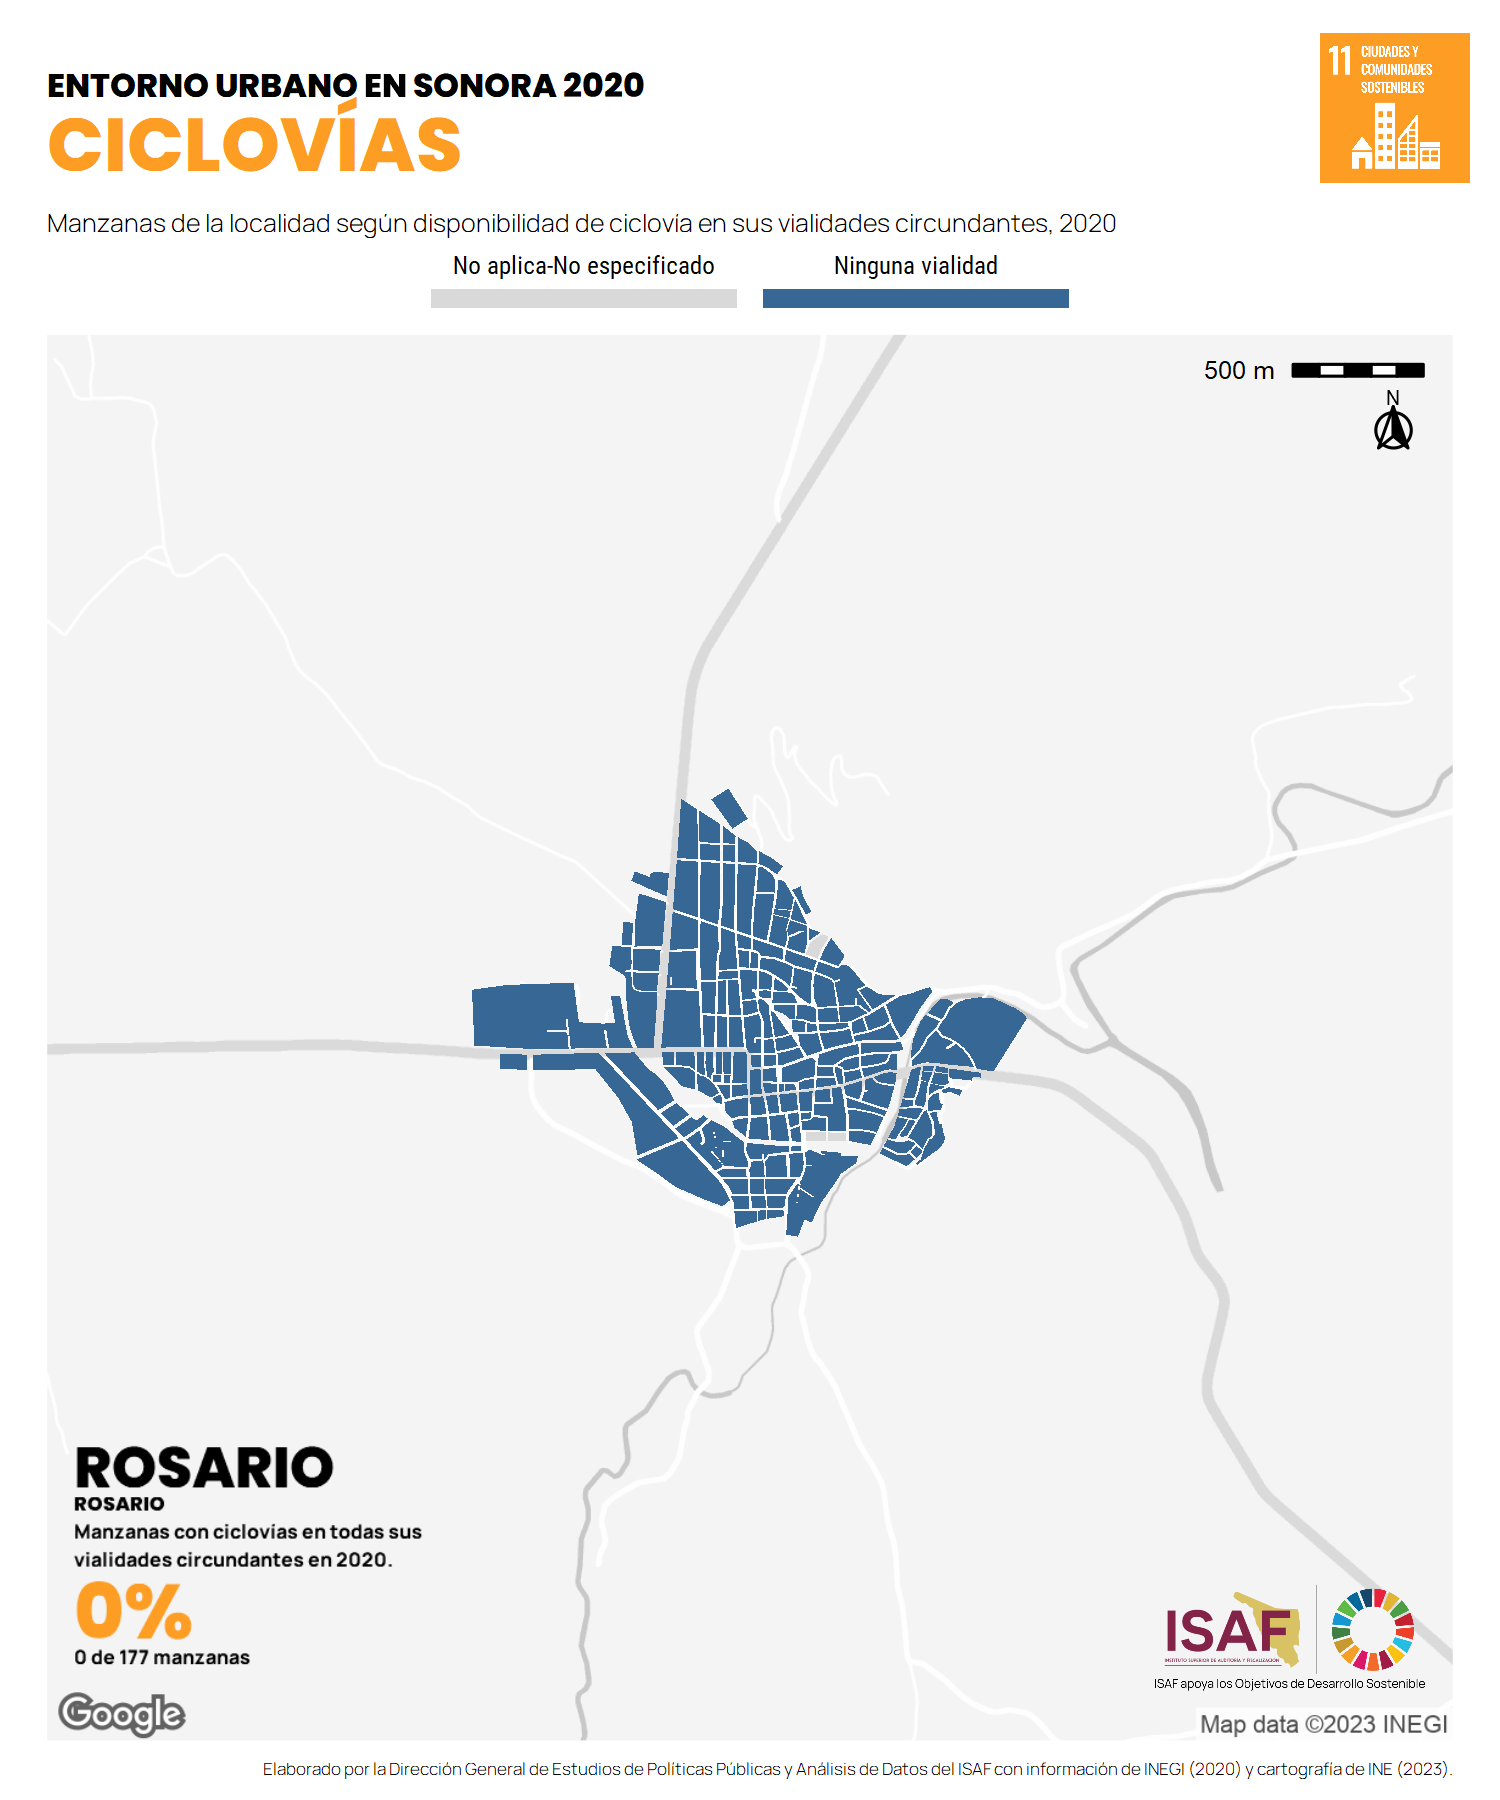 ENTORNO URBANO EN SONORA 2020
CICLOVÍAS
11 CIUDADES Y
COMUNIDADES
SOSTENIBLES
Manzanas de la localidad según disponibilidad de ciclovía en sus vialidades circundantes, 2020
No aplica-No especificado
Ninguna vialidad
500 m
N
ROSARIO
ROSARIO
Manzanas con ciclovias en todas sus
vialidades circundantes en 2020.
0%
0 de 177 manzanas
ISAF
INSTITUTO SUPERIOR DE AUDITORÍA Y FISCALIZACIÓN
ISAF apoya los Objetivos de Desarrollo Sostenible
Google
Map data ©2023 INEGI
Elaborado por la Dirección General de Estudios de Políticas Públicas y Análisis de Datos del ISAF con información de INEGI (2020) y cartografía de INE (2023).